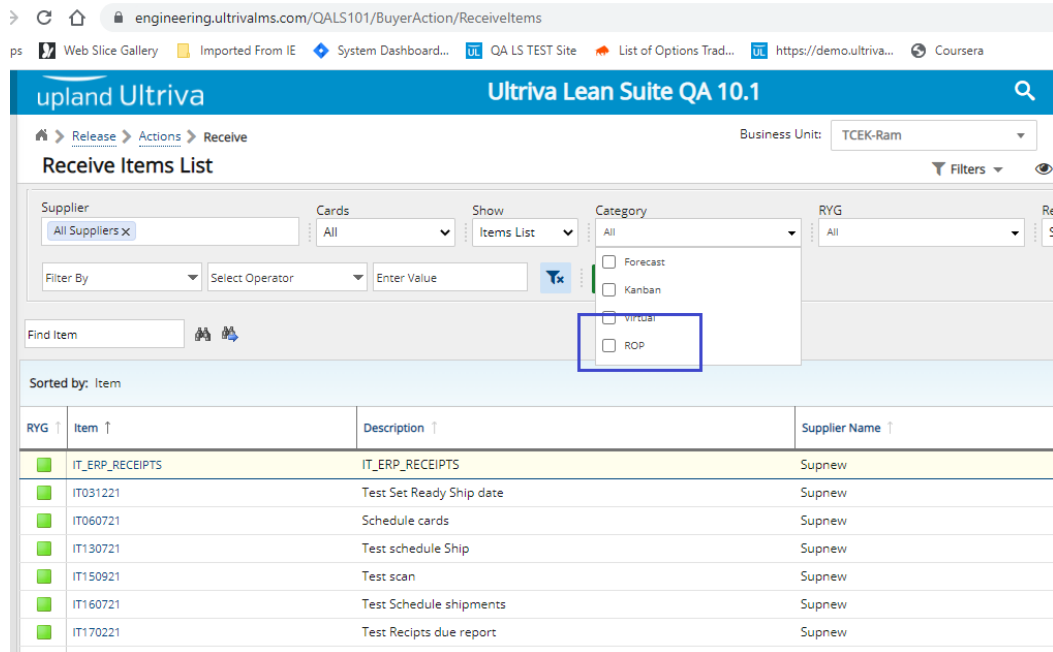 engineering.ultrivalms.com/QALS101/BuyerAction/ReceiveItems
ps Web Slice Gallery Imported From IE System Dashboard... UL QA LS TEST Site List of Options Trad... UL https://demo.ultriva... Coursera
upland Ultriva Ultriva Lean Suite QA 10.1
Release Actions Receive Business Unit: TCEK-Ram
Receive Items List Filters
Supplier Cards Show Category RYG Re
All Suppliers x All Items List All All S
Forecast
Filter By Select Operator Enter Value
Kanban
Virtual
Find Item
ROP
Sorted by: Item
RYG ↑ Item ↑ Description ↑ Supplier Name ↑
IT_ERP_RECEIPTS IT_ERP_RECEIPTS Supnew
IT031221 Test Set Ready Ship date Supnew
IT060721 Schedule cards Supnew
IT130721 Test schedule Ship Supnew
IT150921 Test scan Supnew
IT160721 Test Schedule shipments Supnew
IT170221 Test Recipts due report Supnew